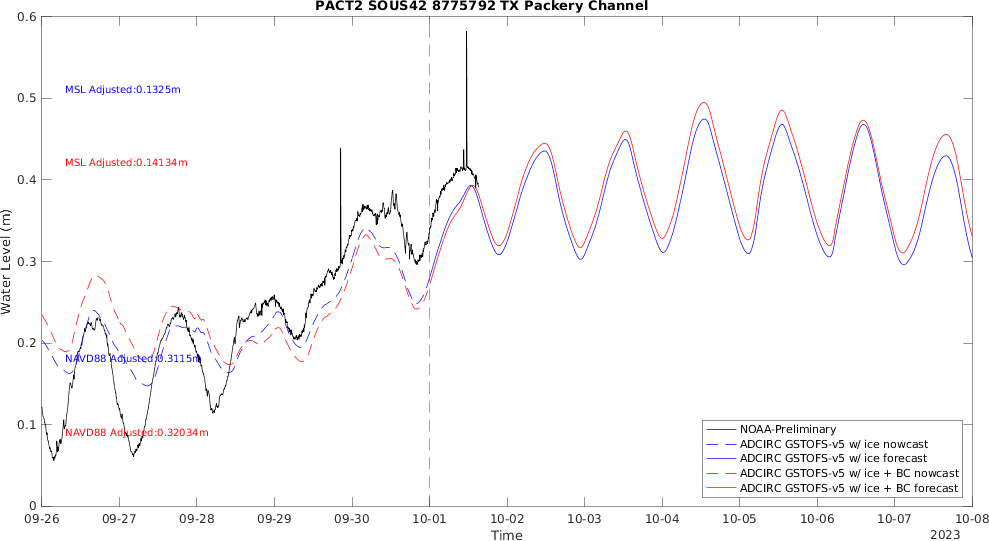 PACT2 SOUS42 8775792 TX Packery Channel
0.6
0.5
0.4
0.3
0.2
0.1
0
Water Level (m)
MSL Adjusted:0.1325m
MSL Adjusted:0.14134m
NAVD88 Adjusted:0.3115m
NAVD88 Adjusted:0.32034m
NOAA-Preliminary
ADCIRC GSTOFS-v5 w/ ice nowcast
ADCIRC GSTOFS-v5 w/ ice forecast
ADCIRC GSTOFS-v5 w/ ice + BC nowcast
ADCIRC GSTOFS-v5 w/ ice + BC forecast
09-26 09-27 09-28 09-29 09-30 10-01 10-02 10-03 10-04 10-05 10-06 10-07 10-08
Time
2023